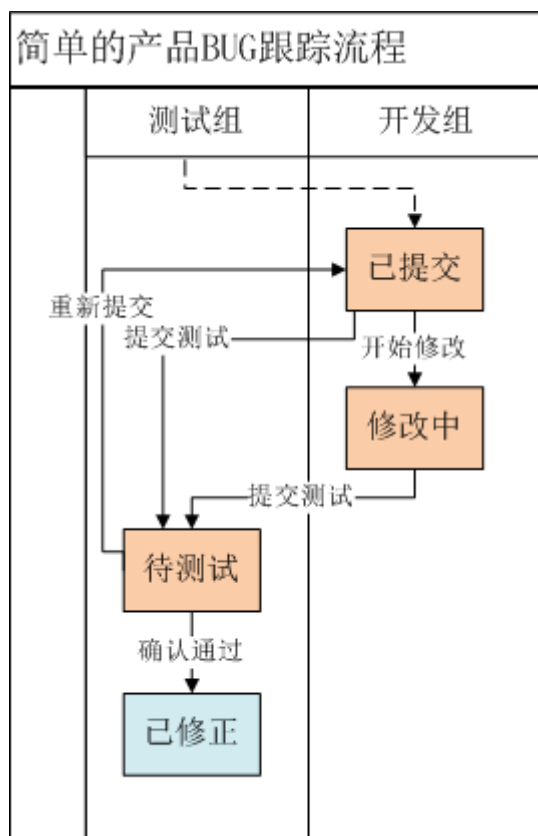 简单的产品BUG跟踪流程
测试组
开发组
已提交
重新提交
提交测试
开始修改
修改中
提交测试
待测试
确认通过
已修正